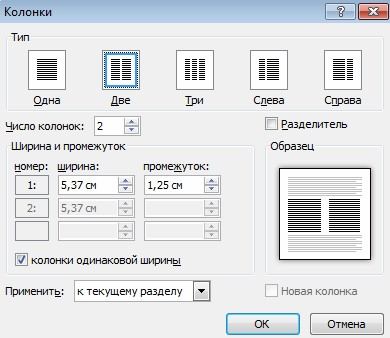 Колонки
Тип
Одна Две Три Слева Справа
Число колонок: 2 Разделитель
Ширина и промежуток Образец
номер: ширина: промежуток:
1: 5,37 см 1,25 см
2: 5,37 см
колонки одинаковой ширины
Применить: к текущему разделу Новая колонка
ОК Отмена